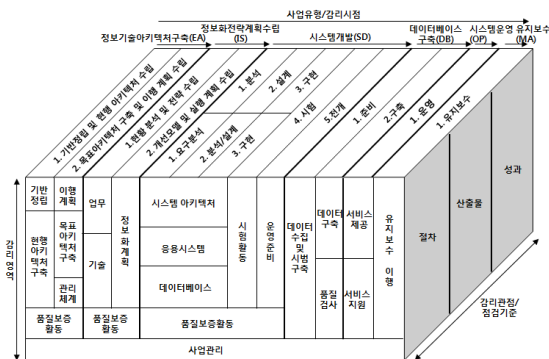 사업유형/감리시점
정보기술아키텍처구축(EA)
정보화전략계획수립
(IS)
시스템개발(SD)
데이터베이스
구축(DB)
시스템운영
(OP)
유지보수
(MA)
1. 기반정립 및 현행 아키텍처 수립
2. 목표아키텍처 구축 및 이행 계획 수립
1.현황 분석 및 전략 수립
2. 개선모델 및 실행 계획 수립
1. 분석
2. 설계
3. 구현
1. 요구분석
2. 분석/설계
3. 구현
4. 시험
5.전개
1. 준비
2.구축
1. 운영
1. 유지보수
감리영역
기반
정립
이행
계획
현행
아키
텍처
구축
목표
아키
텍처
구축
관리
체계
업무
기술
정보화계획
시스템 아키텍처
응용시스템
데이터베이스
시험활동
운영준비
데이터
수집
및
시범
구축
데이터
구축
품질
검사
서비스
제공
서비스
지원
유지보수 이행
품질보증
활동
품질보증
활동
품질보증활동
사업관리
절차
산출물
성과
감리관점/
점검기준